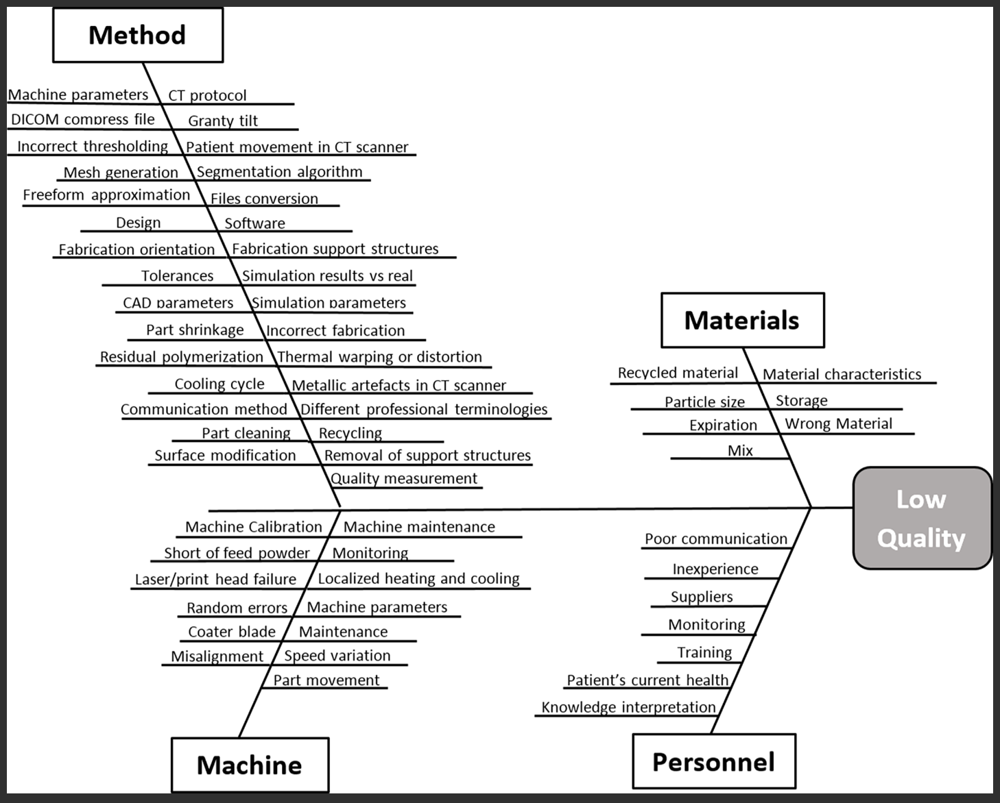 Method
Machine parameters CT protocol
DICOM compress file Granty tilt
Incorrect thresholding Patient movement in CT scanner
Mesh generation Segmentation algorithm
Freeform approximation Files conversion
Design Software
Fabrication orientation Fabrication support structures
Tolerances Simulation results vs real
CAD parameters Simulation parameters
Part shrinkage Incorrect fabrication
Residual polymerization Thermal warping or distortion
Cooling cycle Metallic artefacts in CT scanner
Communication method Different professional terminologies
Part cleaning Recycling
Surface modification Removal of support structures
Quality measurement
Materials
Recycled material Material characteristics
Particle size Storage
Expiration Wrong Material
Mix
Low
Quality
Machine Calibration Machine maintenance
Short of feed powder Monitoring
Laser/print head failure Localized heating and cooling
Random errors Machine parameters
Coater blade Maintenance
Misalignment Speed variation
Part movement
Machine
Poor communication
Inexperience
Suppliers
Monitoring
Training
Patient’s current health
Knowledge interpretation
Personnel